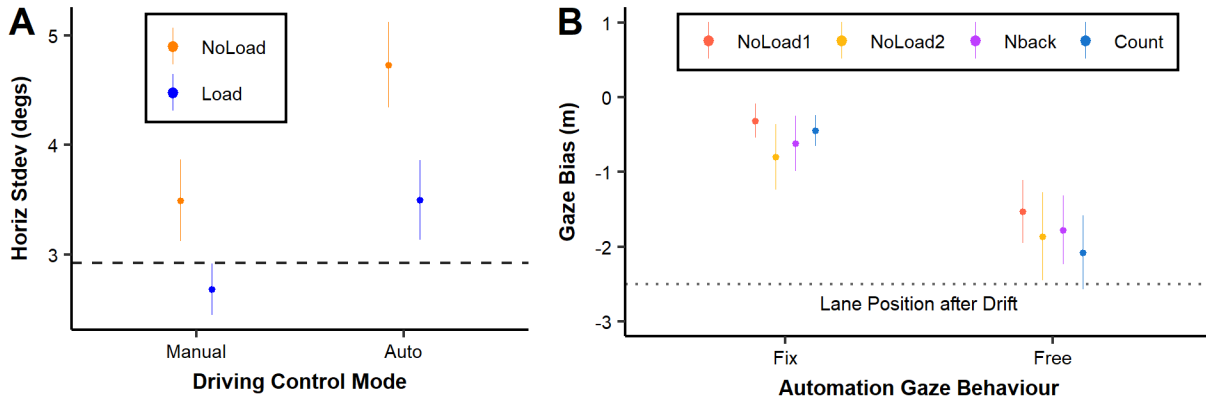 A
NoLoad
Load
5
4
3
Horiz Stdev (degs)
Manual
Auto
Driving Control Mode
B
NoLoad1
NoLoad2
Nback
Count
1
0
-1
-2
-3
Gaze Bias (m)
Lane Position after Drift
Fix
Free
Automation Gaze Behaviour